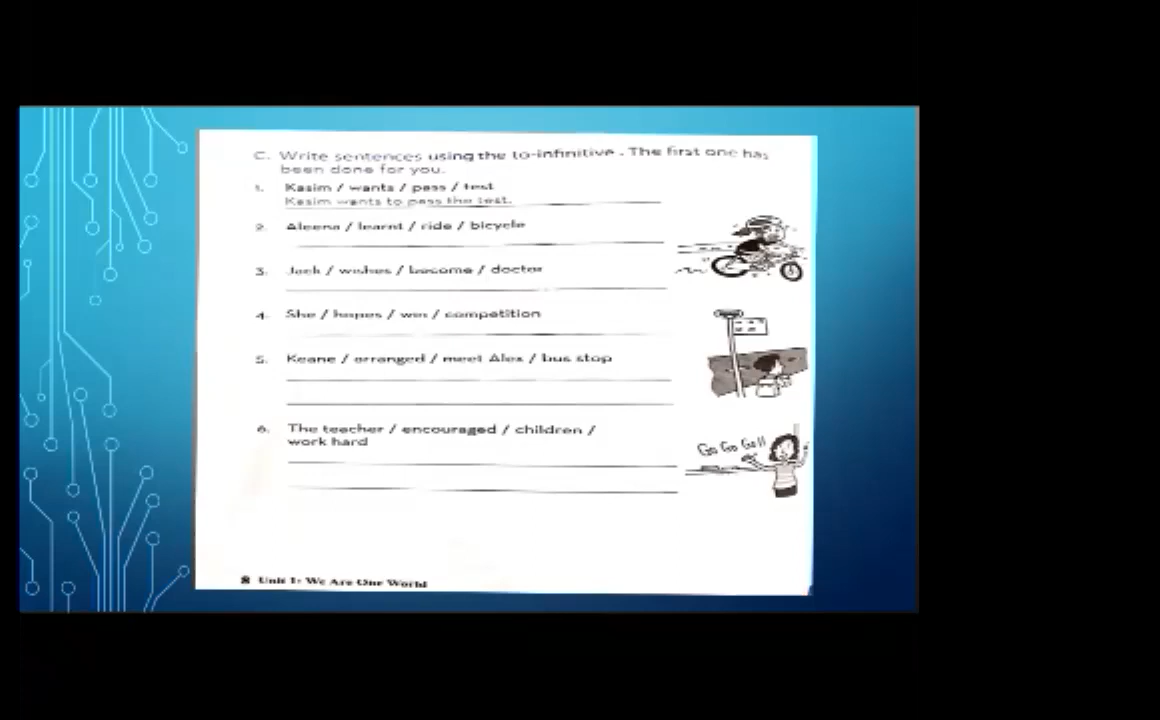 C. Write sentences using the to-infinitive. The first one has
been done for you.
1. Kasim / wants / pass / test
Kasim wants to pass the test.
2. Aleena / learnt / ride / bicycle
3. Jack / wishes / become / doctor
4. She / hopes / win / competition
5. Keane / arranged / meet Alex / bus stop
6. The teacher / encouraged / children /
work hard
Go Go Go!!
8 Unit 1: We Are One World